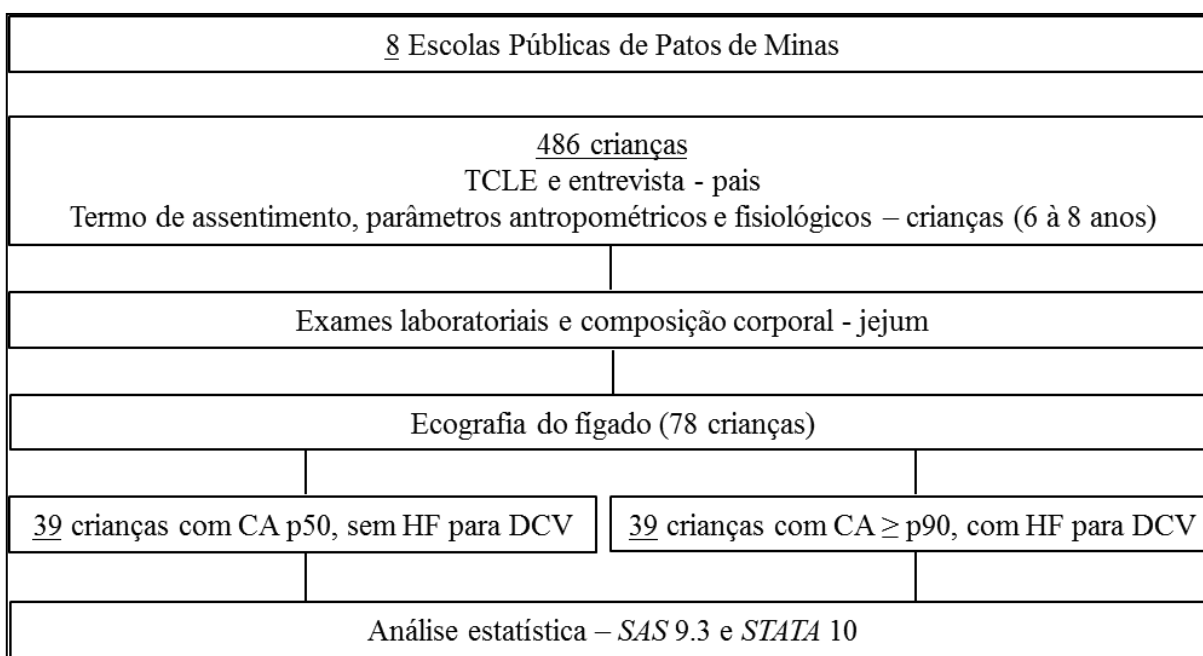 8 Escolas Públicas de Patos de Minas
486 crianças
TCLE e entrevista - pais
Termo de assentimento, parâmetros antropométricos e fisiológicos – crianças (6 à 8 anos)
Exames laboratoriais e composição corporal - jejum
Ecografia do fígado (78 crianças)
39 crianças com CA p50, sem HF para DCV
39 crianças com CA ≥ p90, com HF para DCV
Análise estatística – SAS 9.3 e STATA 10